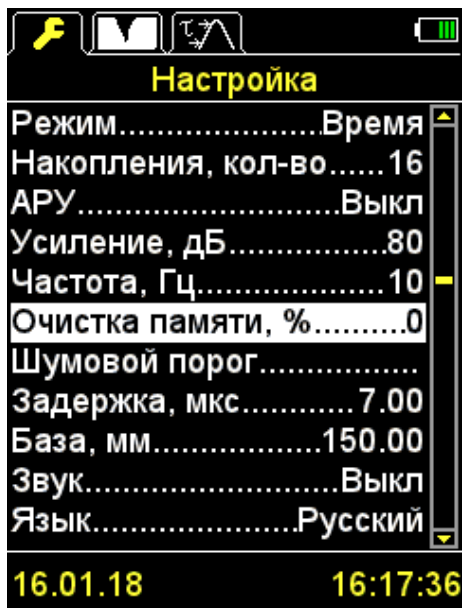 τ
Настройка
Режим......................Время
Накопления, кол-во......16
АРУ............................Выкл
Усиление, дБ.................80
Частота, Гц....................10
Очистка памяти, %..........0
Шумовой порог.................
Задержка, мкс............7.00
База, мм...............150.00
Звук...........................Выкл
Язык......................Русский
16.01.18 16:17:36